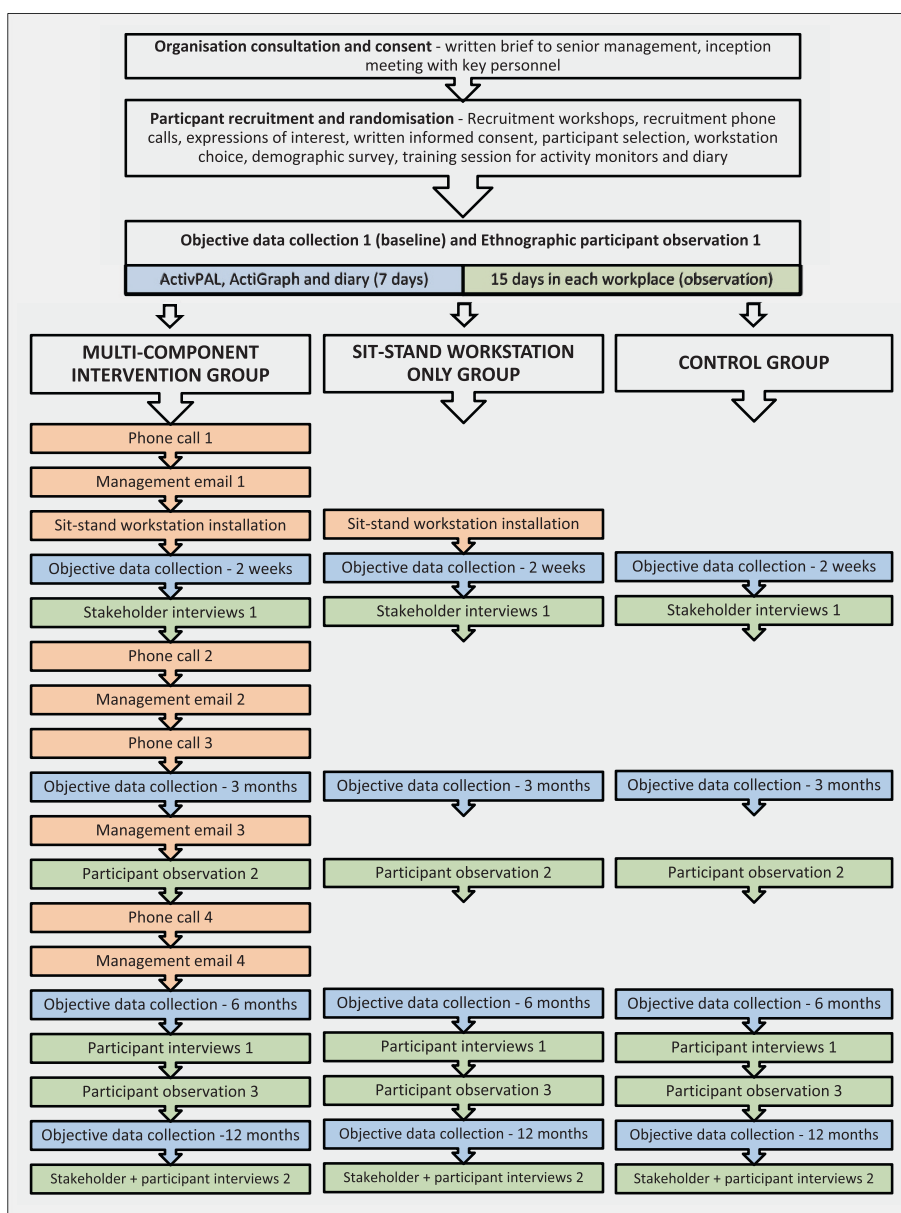 Organisation consultation and consent - written brief to senior management, inception
meeting with key personnel
Particpant recruitment and randomisation - Recruitment workshops, recruitment phone
calls, expressions of interest, written informed consent, participant selection, workstation
choice, demographic survey, training session for activity monitors and diary
Objective data collection 1 (baseline) and Ethnographic participant observation 1
ActivPAL, ActiGraph and diary (7 days)
15 days in each workplace (observation)
MULTI-COMPONENT
INTERVENTION GROUP
SIT-STAND WORKSTATION
ONLY GROUP
CONTROL GROUP
Phone call 1
Management email 1
Sit-stand workstation installation
Sit-stand workstation installation
Objective data collection - 2 weeks
Objective data collection - 2 weeks
Objective data collection - 2 weeks
Stakeholder interviews 1
Stakeholder interviews 1
Stakeholder interviews 1
Phone call 2
Management email 2
Phone call 3
Objective data collection - 3 months
Objective data collection - 3 months
Objective data collection - 3 months
Management email 3
Participant observation 2
Participant observation 2
Participant observation 2
Phone call 4
Management email 4
Objective data collection - 6 months
Objective data collection - 6 months
Objective data collection - 6 months
Participant interviews 1
Participant interviews 1
Participant interviews 1
Participant observation 3
Participant observation 3
Participant observation 3
Objective data collection -12 months
Objective data collection - 12 months
Objective data collection - 12 months
Stakeholder + participant interviews 2
Stakeholder + participant interviews 2
Stakeholder + participant interviews 2